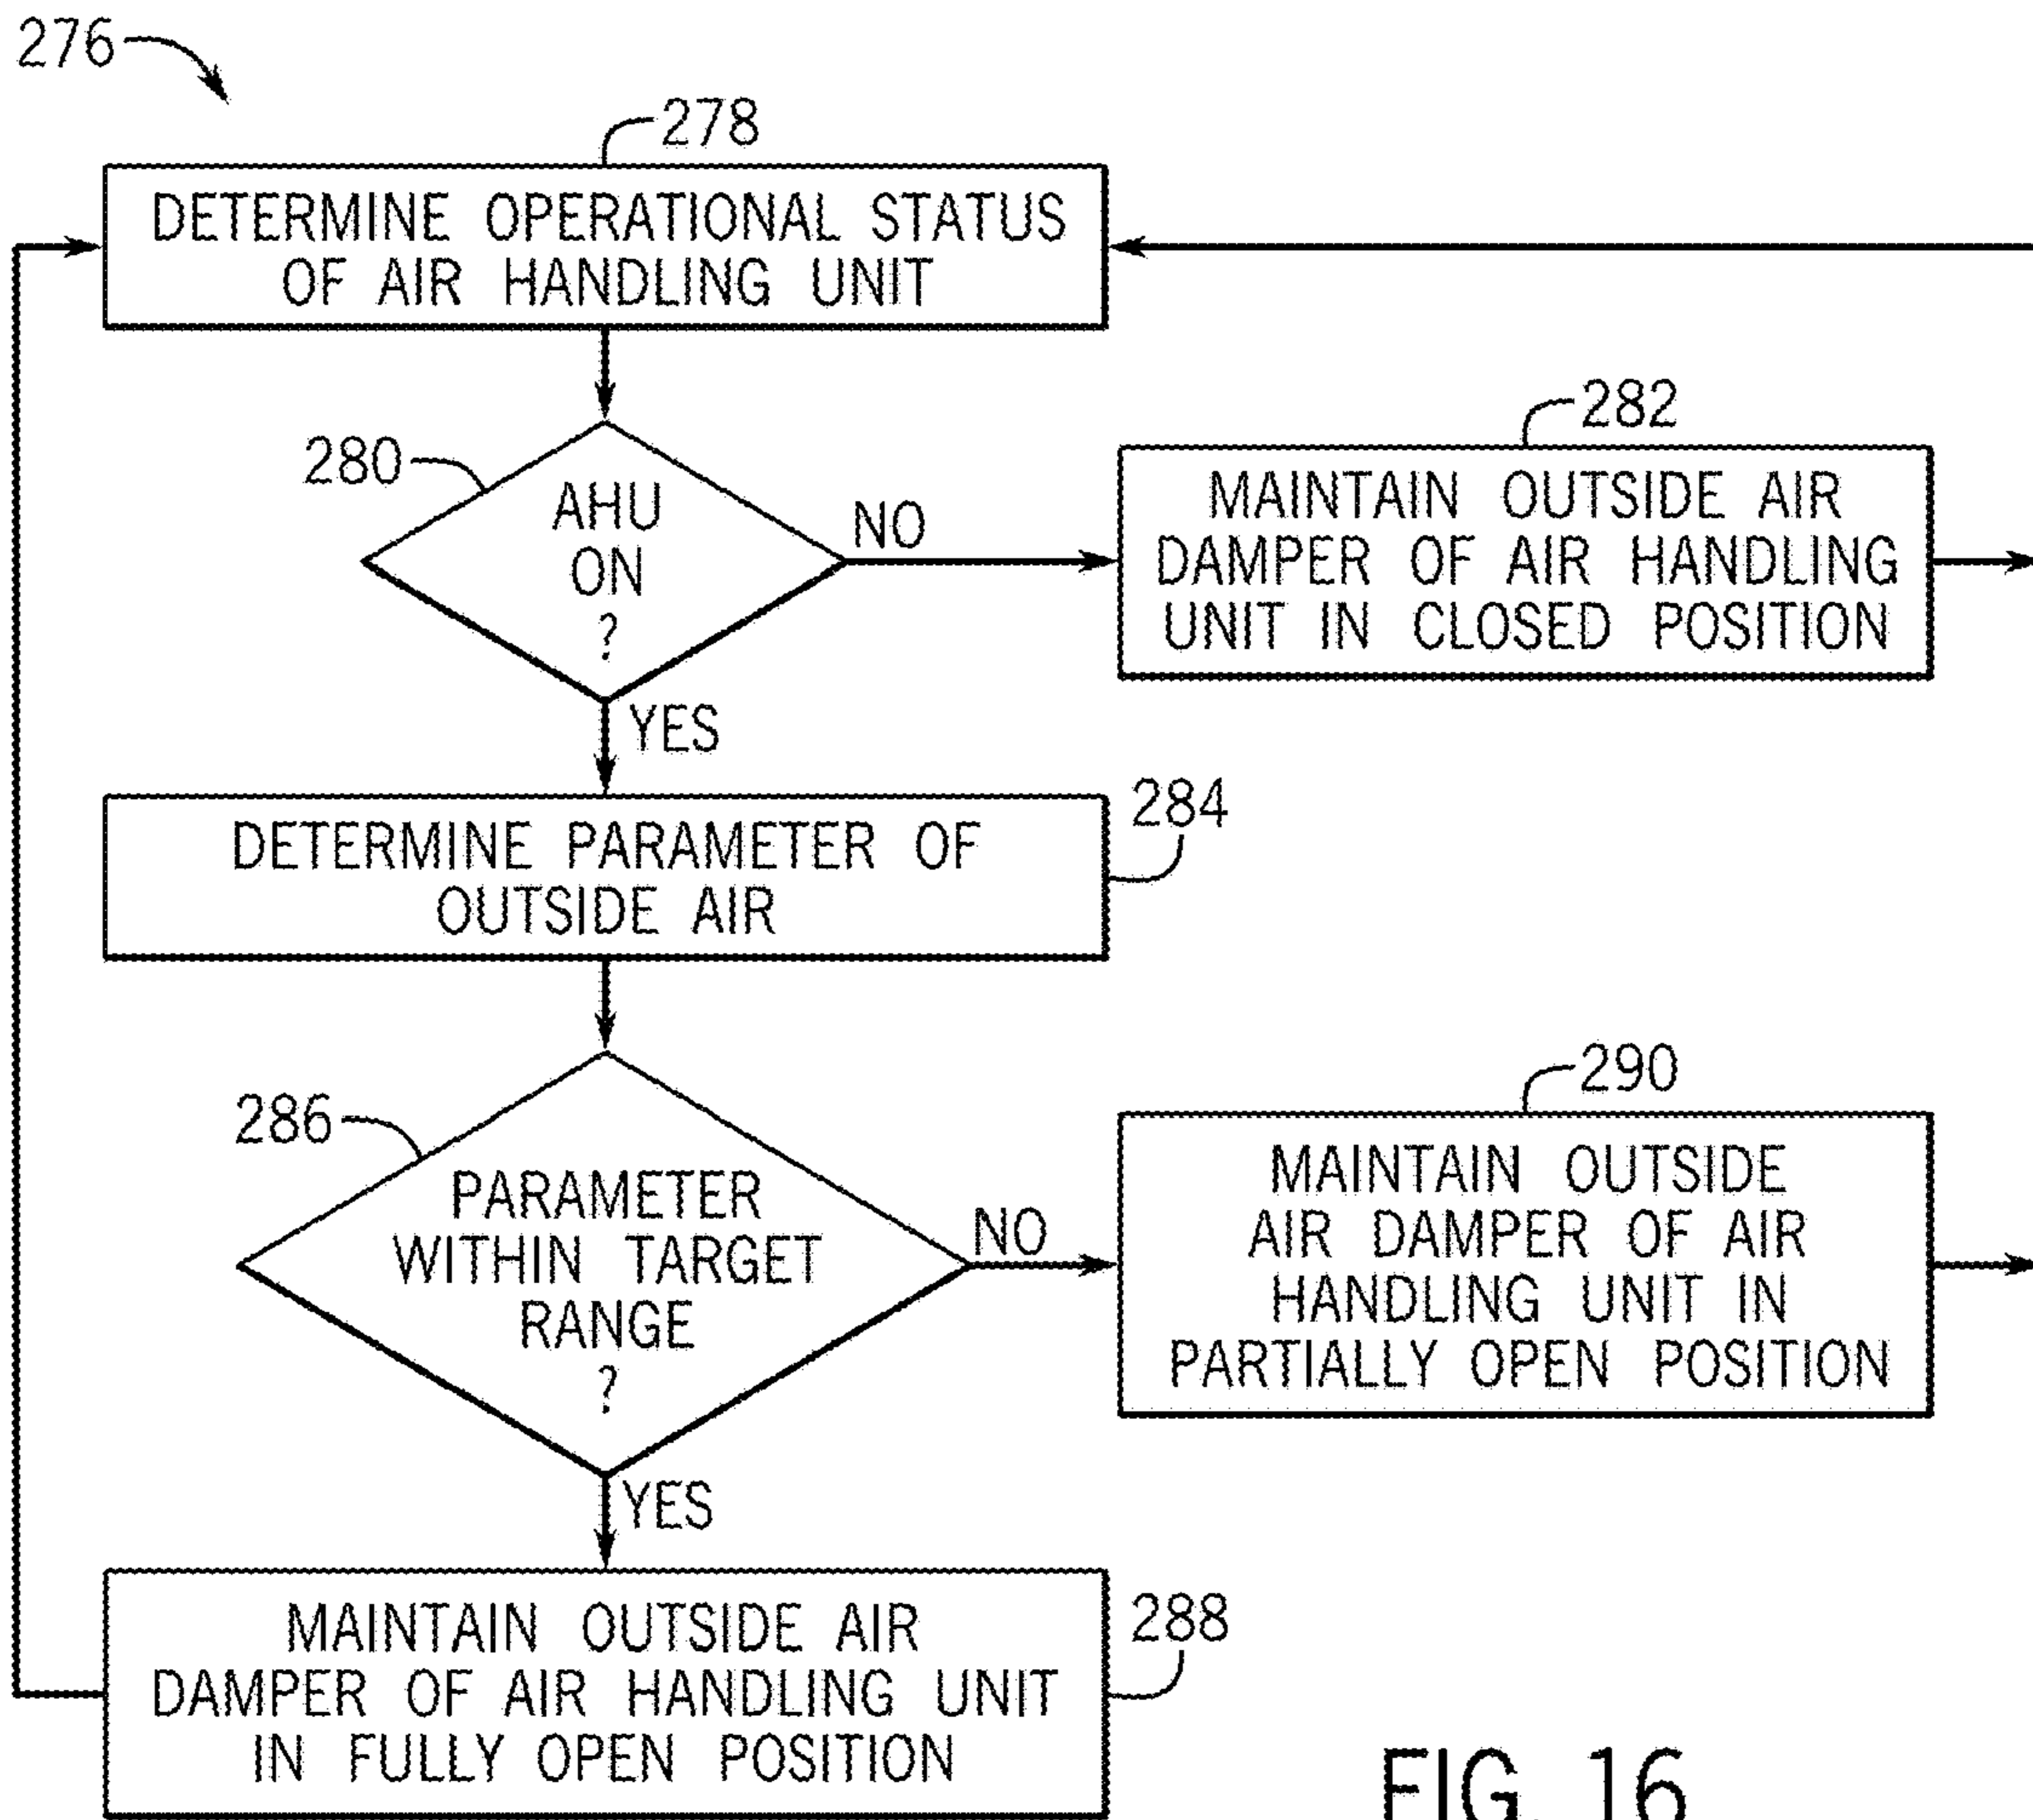 276
278
DETERMINE OPERATIONAL STATUS
OF AIR HANDLING UNIT
280
AHU
ON
?
NO
282
MAINTAIN OUTSIDE AIR
DAMPER OF AIR HANDLING
UNIT IN CLOSED POSITION
YES
284
DETERMINE PARAMETER OF
OUTSIDE AIR
286
PARAMETER
WITHIN TARGET
RANGE
?
NO
290
MAINTAIN OUTSIDE
AIR DAMPER OF AIR
HANDLING UNIT IN
PARTIALLY OPEN POSITION
YES
288
MAINTAIN OUTSIDE AIR
DAMPER OF AIR HANDLING UNIT
IN FULLY OPEN POSITION
FIG. 16